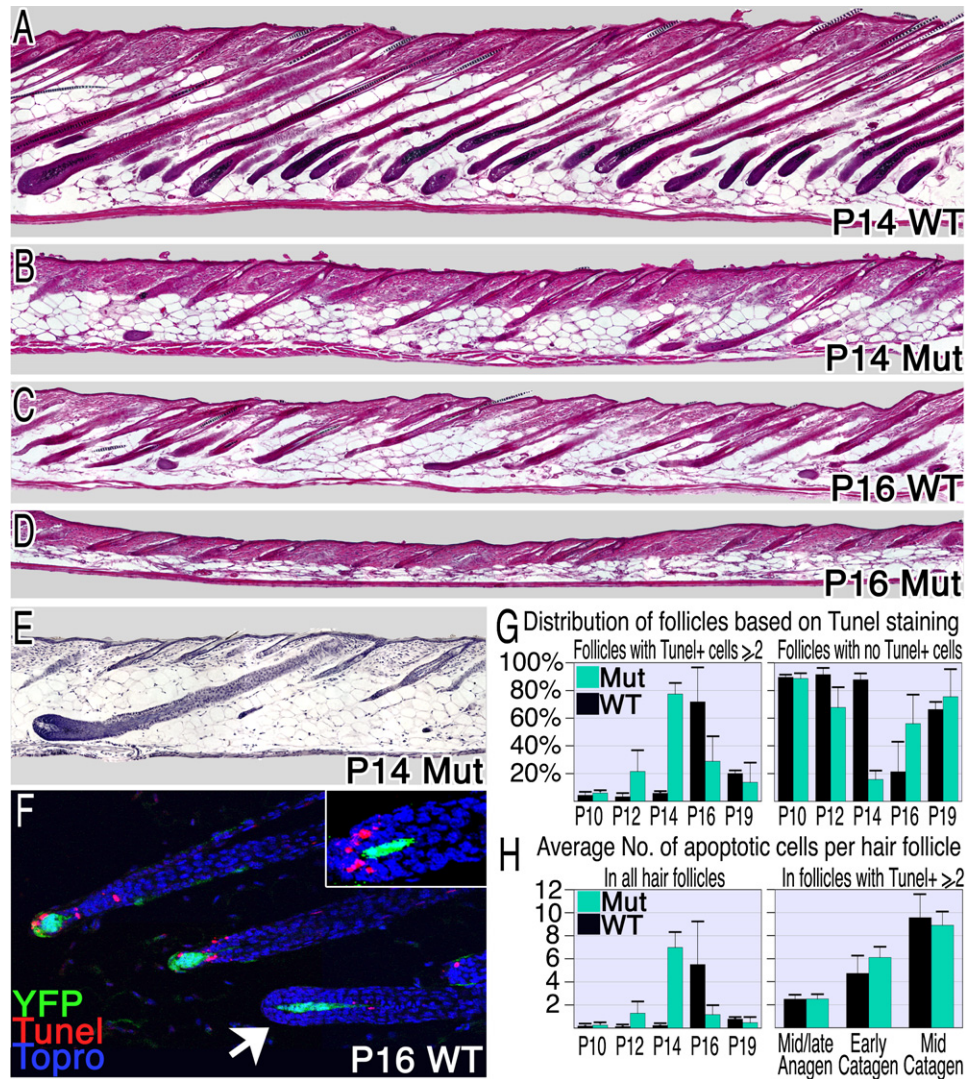 A
P14 WT
B
P14 Mut
C
P16 WT
D
P16 Mut
E
P14 Mut
F
YFP
Tunel
Topro
P16 WT
G Distribution of follicles based on Tunel staining
Follicles with Tunel+ cells ⩾2
Follicles with no Tunel+ cells
100%
80%
60%
40%
20%
Mut
WT
P10 P12 P14 P16 P19
P10 P12 P14 P16 P19
H Average No. of apoptotic cells per hair follicle
In all hair follicles
In follicles with Tunel+ ⩾2
12
10
8
6
4
2
Mut
WT
P10 P12 P14 P16 P19
Mid/late Anagen
Early Catagen
Mid Catagen